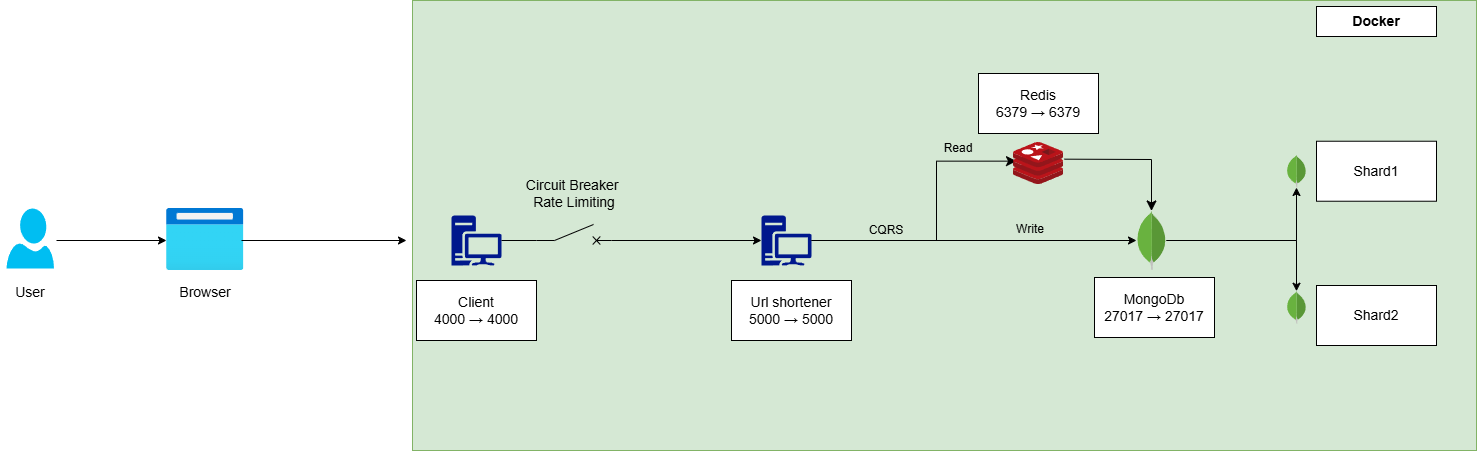 Docker
Redis
6379 → 6379
Read
Shard1
Circuit Breaker
Rate Limiting
CQRS
Write
User
Browser
Client
4000 → 4000
Url shortener
5000 → 5000
MongoDb
27017 → 27017
Shard2